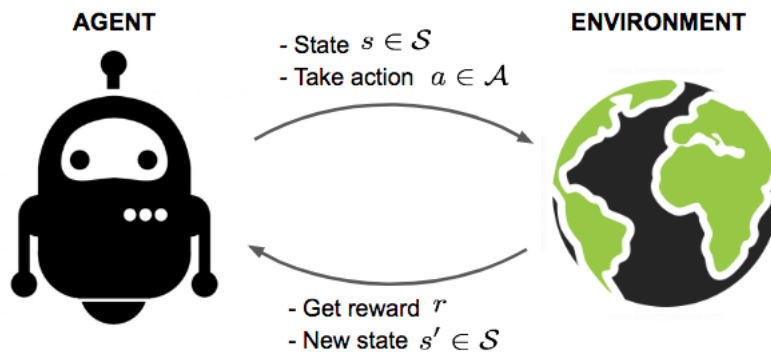 AGENT
ENVIRONMENT
- State s ∈ 𝒮
- Take action a ∈ 𝒜
- Get reward r
- New state s′ ∈ 𝒮